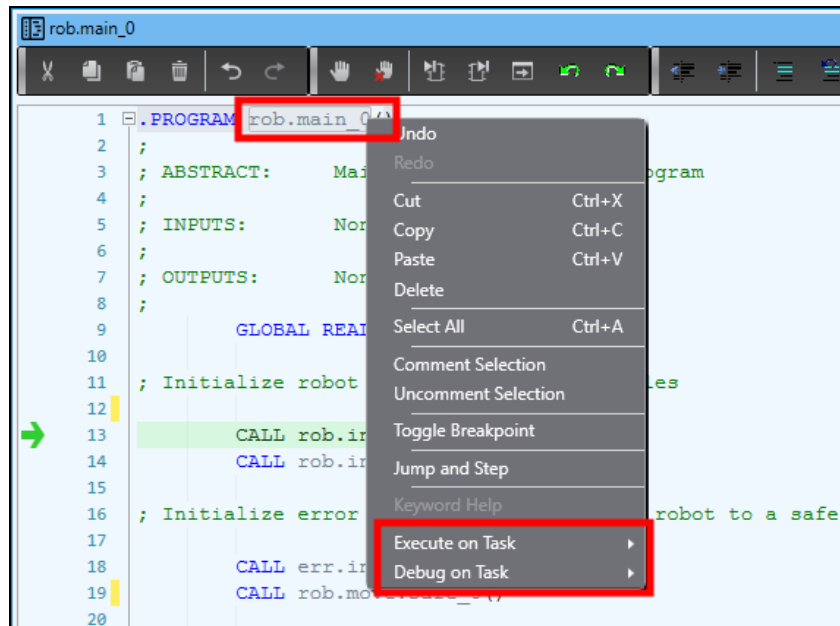 rob.main_0
1 .PROGRAM rob.main_0()
2 ;
3 ; ABSTRACT: Mai ogram
4 ;
5 ; INPUTS: Non
6 ;
7 ; OUTPUTS: Non
8 ;
9 GLOBAL REAL
10
11 ; Initialize robot les
12
13 CALL rob.in
14 CALL rob.in
15
16 ; Initialize error robot to a safe
17
18 CALL err.in
19 CALL rob.move.safe_0()
20
Undo
Redo
Cut Ctrl+X
Copy Ctrl+C
Paste Ctrl+V
Delete
Select All Ctrl+A
Comment Selection
Uncomment Selection
Toggle Breakpoint
Jump and Step
Keyword Help
Execute on Task
Debug on Task